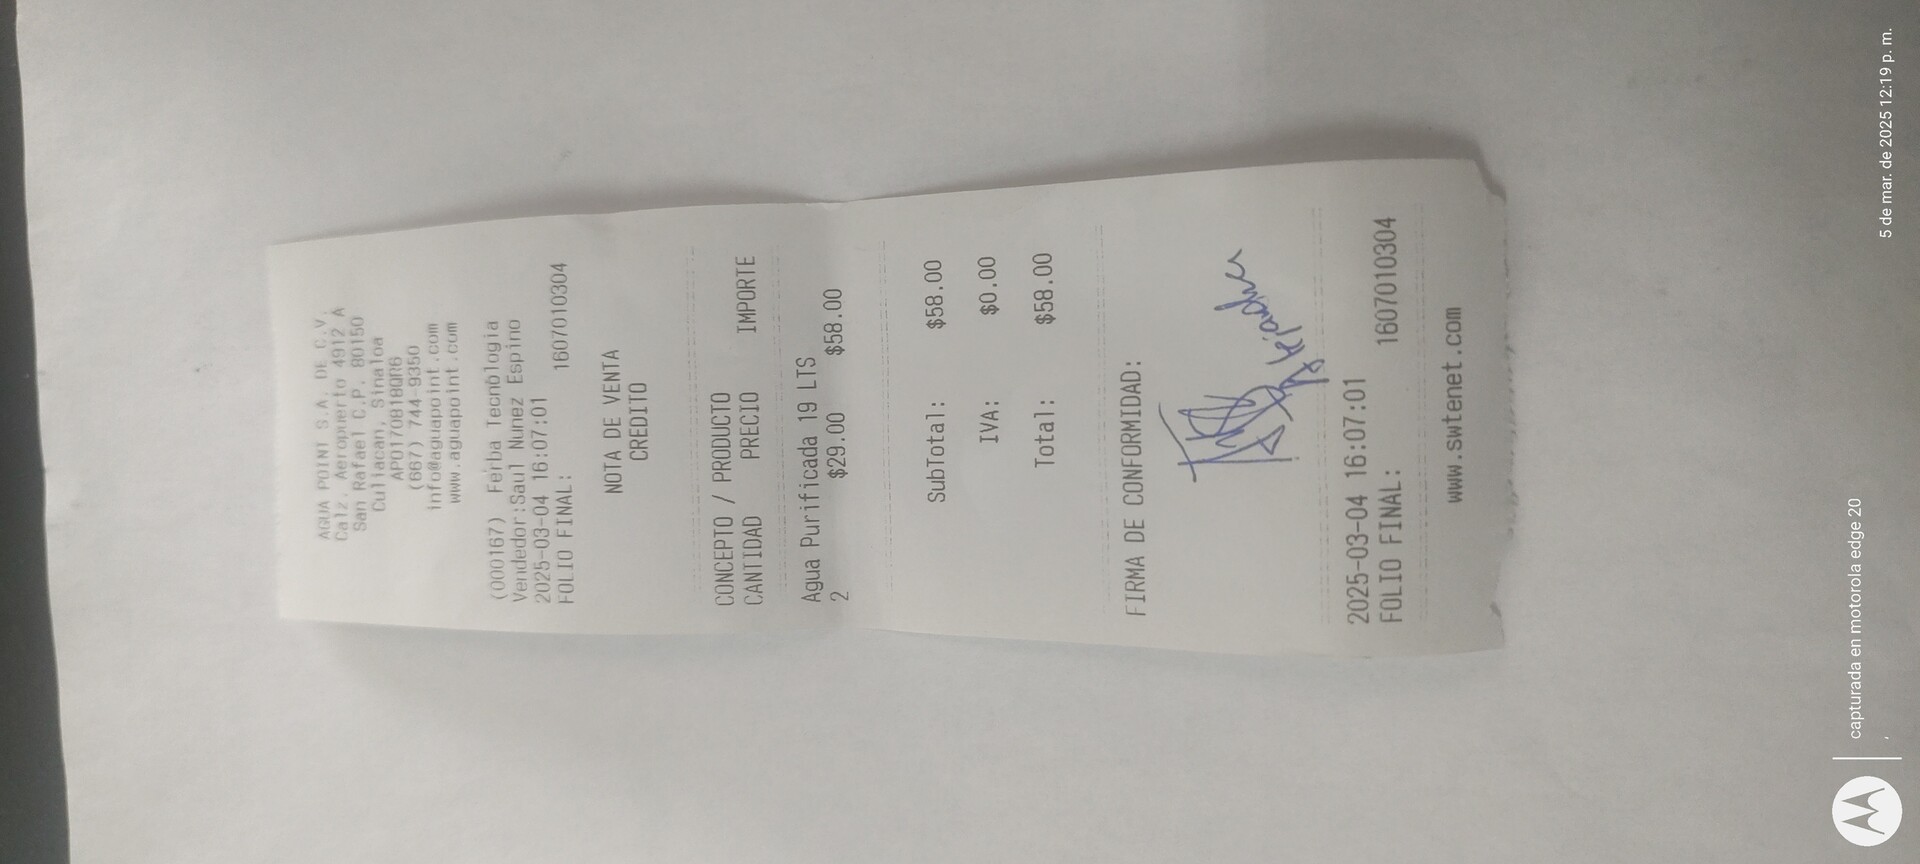 AGUA POINT S.A. DE C.V.
Calz. Aeropuerto 4912 A
San Rafael C.P. 80150
Culiacan, Sinaloa
APO170818QR6
(667) 744-9350
info@aguapoint.com
www.aguapoint.com
(000167) Ferba Tecnologia
Vendedor:Saul Nunez Espino
2025-03-04 16:07:01
FOLIO FINAL: 1607010304
NOTA DE VENTA
CREDITO
CONCEPTO / PRODUCTO
CANTIDAD PRECIO IMPORTE
Agua Purificada 19 LTS
2 $29.00 $58.00
SubTotal: $58.00
IVA: $0.00
Total: $58.00
FIRMA DE CONFORMIDAD:
2025-03-04 16:07:01
FOLIO FINAL: 1607010304
www.swtenet.com
capturada en motorola edge 20
5 de mar. de 2025 12:19 p. m.